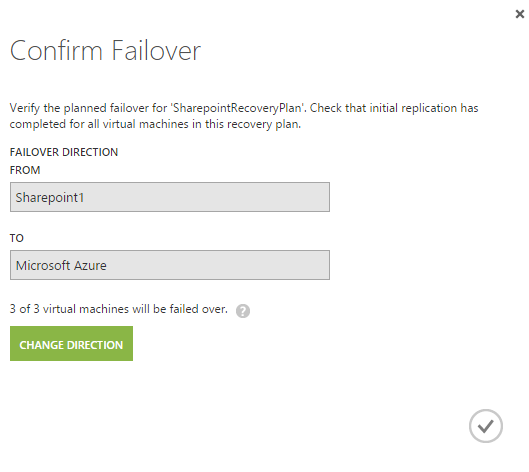 Confirm Failover
Verify the planned failover for 'SharepointRecoveryPlan'. Check that initial replication has
completed for all virtual machines in this recovery plan.
FAILOVER DIRECTION
FROM
Sharepoint1
TO
Microsoft Azure
3 of 3 virtual machines will be failed over. ?
CHANGE DIRECTION